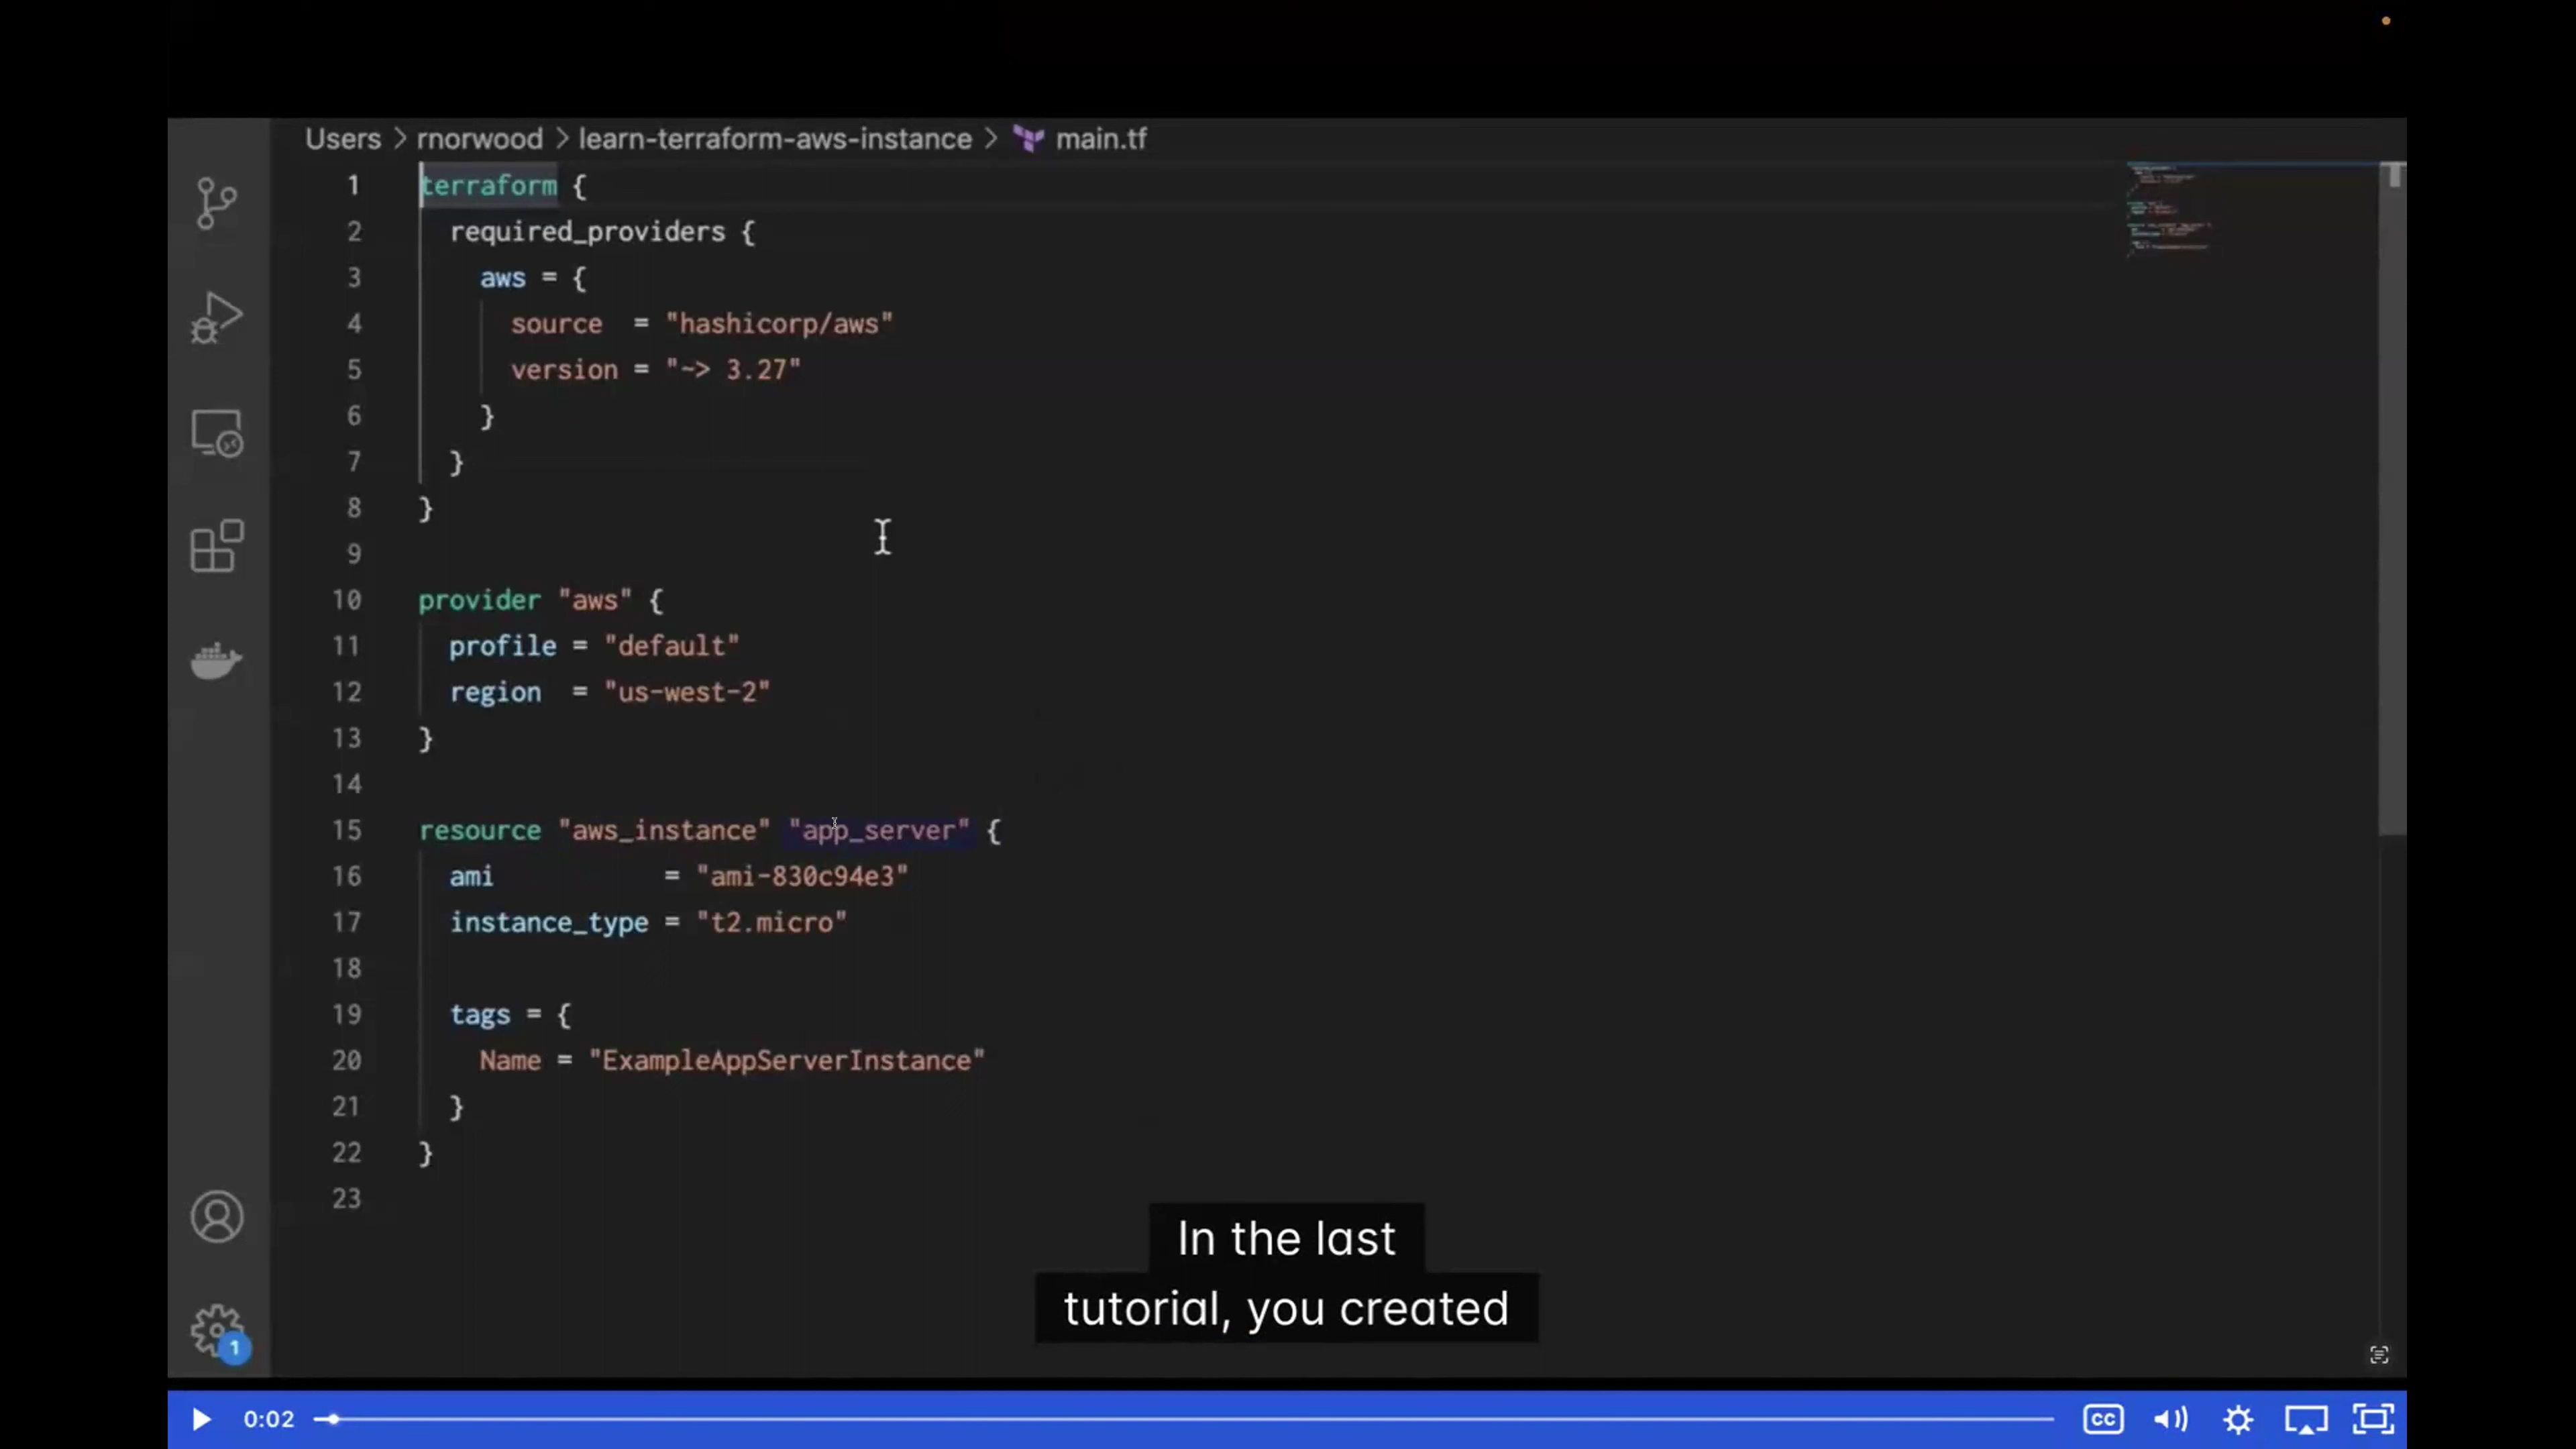 Users > rnorwood > learn-terraform-aws-instance > main.tf
1 terraform {
2   required_providers {
3     aws = {
4       source  = "hashicorp/aws"
5       version = "~> 3.27"
6     }
7   }
8 }
9
10 provider "aws" {
11   profile = "default"
12   region  = "us-west-2"
13 }
14
15 resource "aws_instance" "app_server" {
16   ami           = "ami-830c94e3"
17   instance_type = "t2.micro"
18
19   tags = {
20     Name = "ExampleAppServerInstance"
21   }
22 }
23
In the last
tutorial, you created
1
0:02
CC